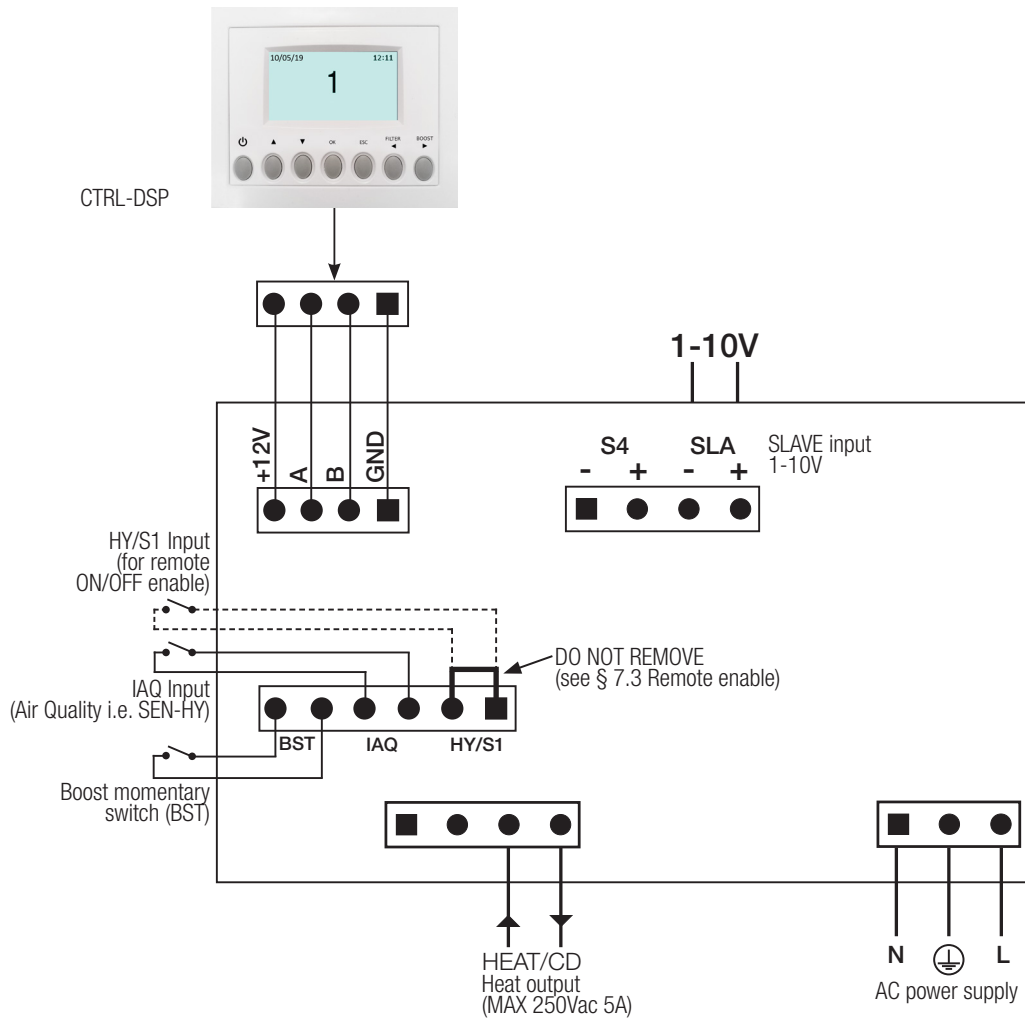 10/05/19 12:11
1
OK ESC FILTER BOOST
CTRL-DSP
1-10V
+12V A B GND
S4 SLA
- + - +
SLAVE input
1-10V
HY/S1 Input
(for remote
ON/OFF enable)
DO NOT REMOVE
(see § 7.3 Remote enable)
IAQ Input
(Air Quality i.e. SEN-HY)
BST IAQ HY/S1
Boost momentary
switch (BST)
HEAT/CD
Heat output
(MAX 250Vac 5A)
N L
AC power supply